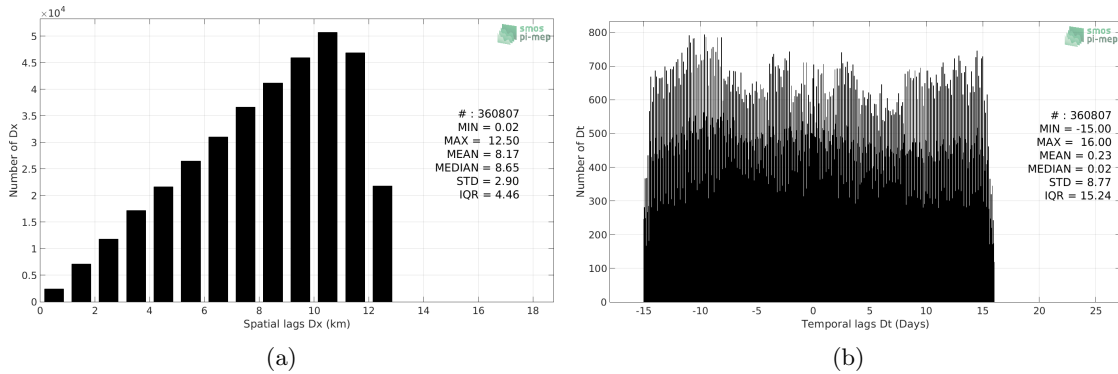 ×10⁴
smos
pi-mep
5
4.5
4
3.5
3
2.5
2
1.5
1
0.5
0
Number of Dx
# : 360807
MIN = 0.02
MAX = 12.50
MEAN = 8.17
MEDIAN = 8.65
STD = 2.90
IQR = 4.46
0 2 4 6 8 10 12 14 16 18
Spatial lags Dx (km)
(a)
smos
pi-mep
800
700
600
500
400
300
200
100
0
Number of Dt
# : 360807
MIN = -15.00
MAX = 16.00
MEAN = 0.23
MEDIAN = 0.02
STD = 8.77
IQR = 15.24
-15 -10 -5 0 5 10 15 20 25
Temporal lags Dt (Days)
(b)